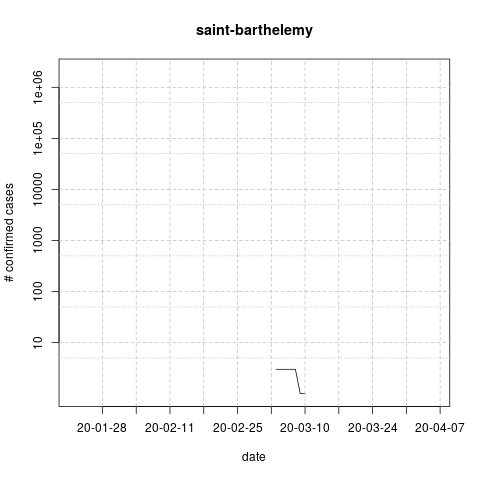 saint-barthelemy
# confirmed cases
1e+06
1e+05
10000
1000
100
10
20-01-28 20-02-11 20-02-25 20-03-10 20-03-24 20-04-07
date